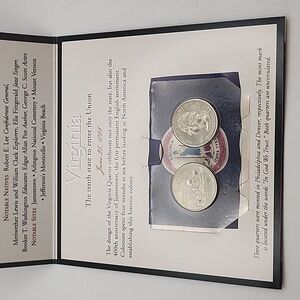 NOTABLE NATIVES: Robert E. Lee Confederate General,
Meriwether Lewis and William Clark Explorers, Ella Fitzgerald Jazz Singer,
Booker T. Washington Educator, Edgar Allan Poe Author, George C. Scott Actor,
NOTABLE SITES: Jamestown • Arlington National Cemetery • Mount Vernon
• Jefferson's Monticello • Virginia Beach
Virginia
The tenth state to enter the Union
June 25, 1788
The design of the Virginia Quarter celebrates not only the state, but also the
400th anniversary of Jamestown, the first permanent English settlement.
Colonists spent four months at sea before landing in North America and
establishing this historic colony.
These quarters were minted in Philadelphia and Denver respectively. The mint mark
is located under the words "In God We Trust". Both quarters are uncirculated.